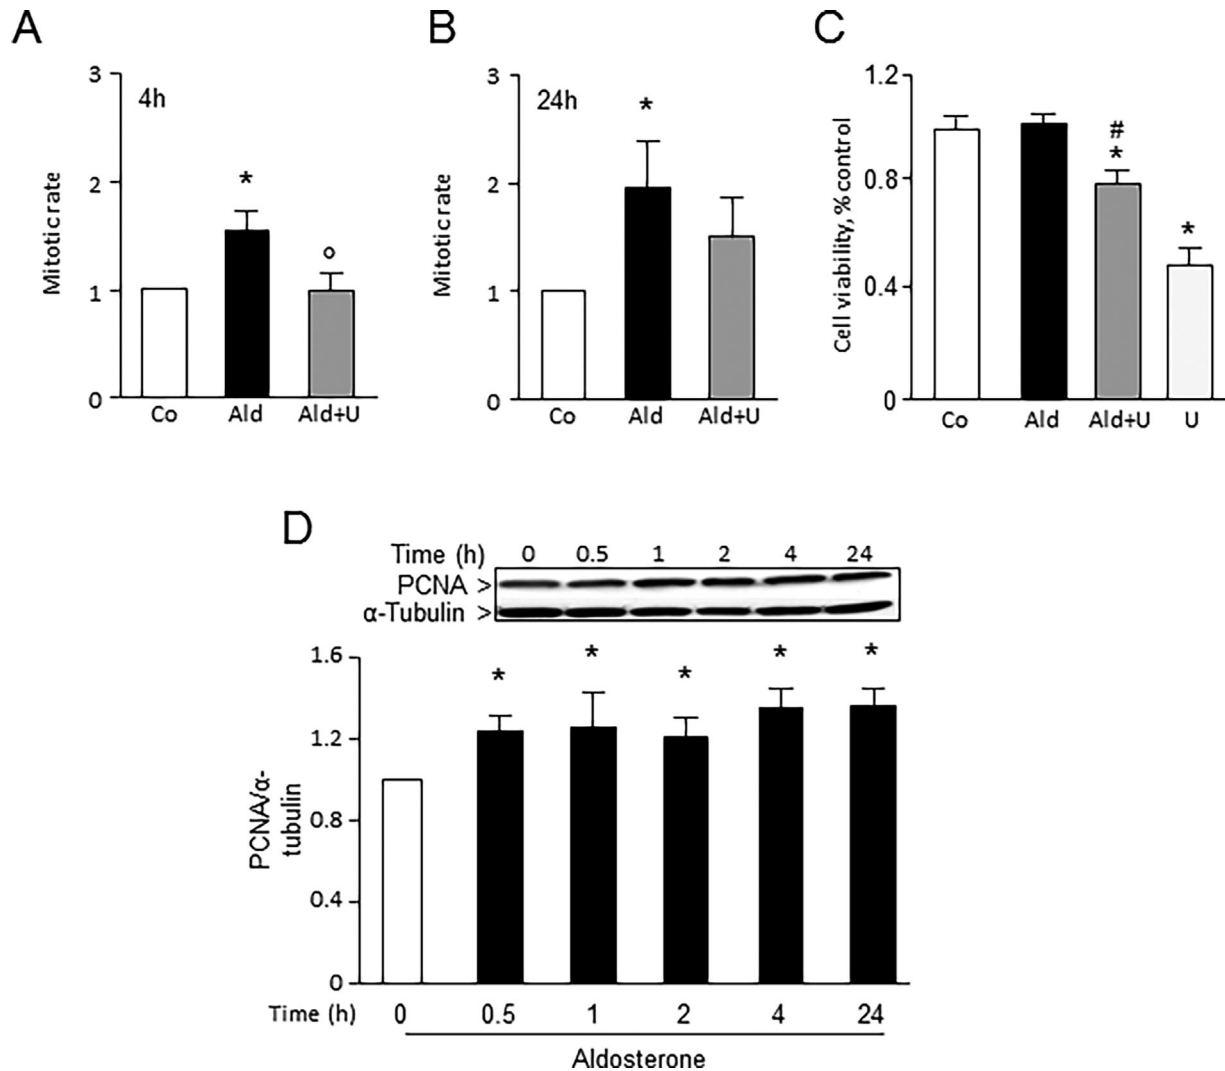 A
3
4h
*
2
°
1
0
Mitotic rate
Co Ald Ald+U
B
3
24h
*
2
1
0
Mitotic rate
Co Ald Ald+U
C
1.2
#
*
0.8
*
0.4
0
Cell viability, % control
Co Ald Ald+U U
D
Time (h) 0 0.5 1 2 4 24
PCNA >
α-Tubulin >
1.6
* * * * *
1.2
0.8
0.4
0
PCNA/α-
tubulin
Time (h) 0 0.5 1 2 4 24
Aldosterone